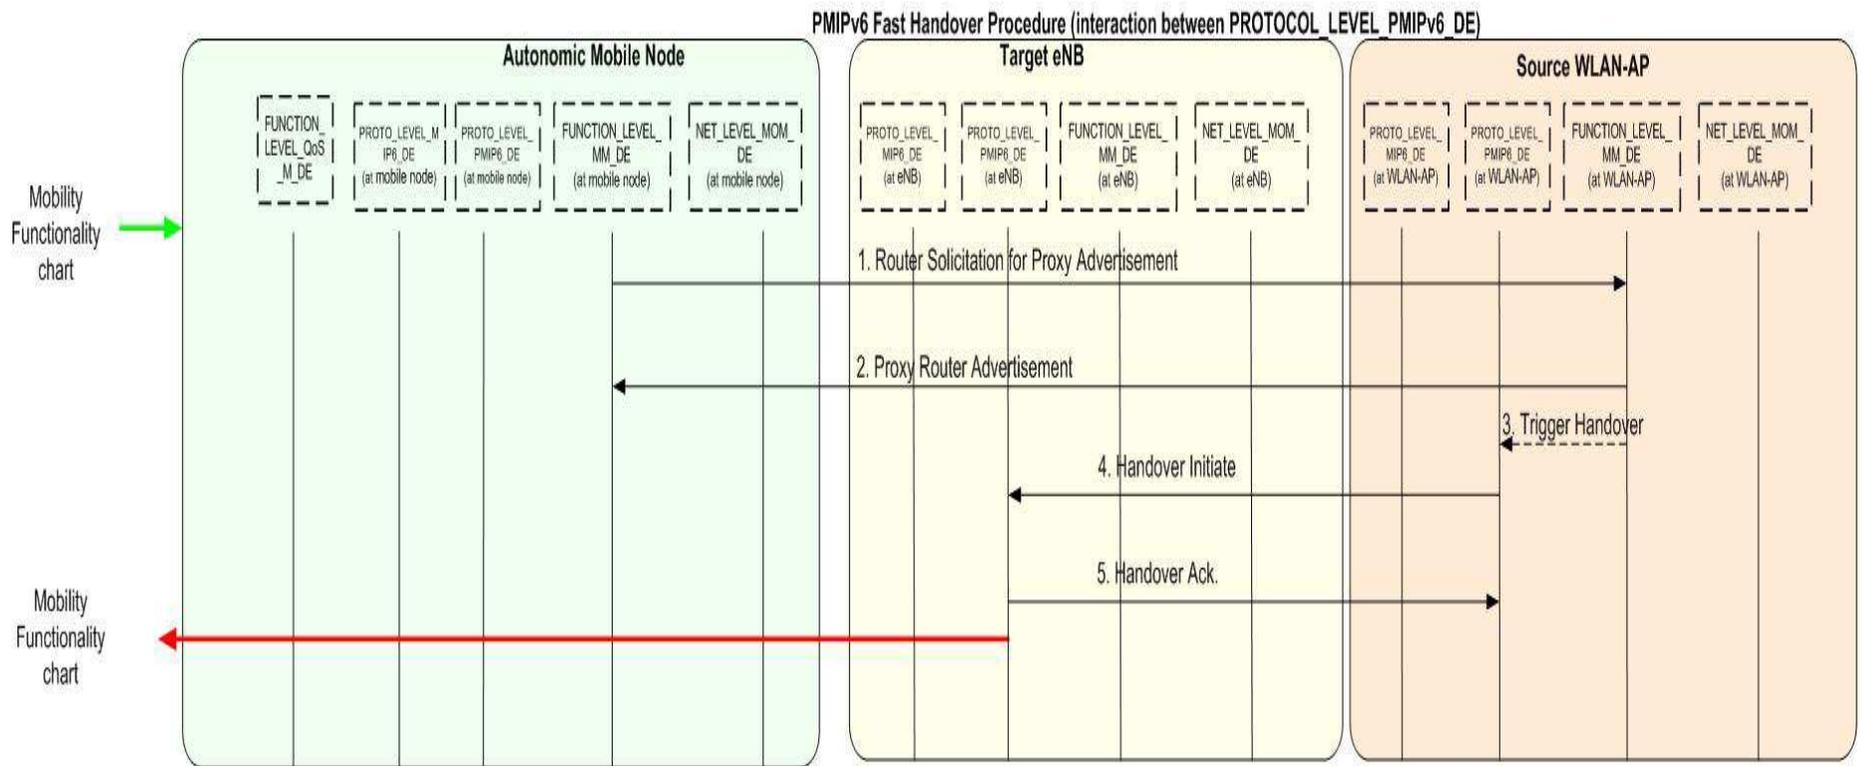 PMIPv6 Fast Handover Procedure (interaction between PROTOCOL_LEVEL_PMIPv6_DE)
Autonomic Mobile Node
Target eNB
Source WLAN-AP
FUNCTION_
LEVEL_QoS
_M_DE
PROTO_LEVEL_M
IP6_DE
(at mobile node)
PROTO_LEVEL_
PMIP6_DE
(at mobile node)
FUNCTION_LEVEL_
MM_DE
(at mobile node)
NET_LEVEL_MOM_
DE
(at mobile node)
PROTO_LEVEL_
MIP6_DE
(at eNB)
PROTO_LEVEL_
PMIP6_DE
(at eNB)
FUNCTION_LEVEL_
MM_DE
(at eNB)
NET_LEVEL_MOM_
DE
(at eNB)
PROTO_LEVEL_
MIP6_DE
(at WLAN-AP)
PROTO_LEVEL_
PMIP6_DE
(at WLAN-AP)
FUNCTION_LEVEL_
MM_DE
(at WLAN-AP)
NET_LEVEL_MOM_
DE
(at WLAN-AP)
Mobility
Functionality
chart
1. Router Solicitation for Proxy Advertisement
2. Proxy Router Advertisement
3. Trigger Handover
4. Handover Initiate
5. Handover Ack.
Mobility
Functionality
chart